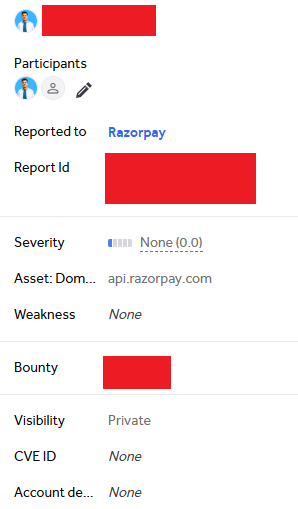 Participants
Reported to Razorpay
Report Id
Severity None (0.0)
Asset: Dom... api.razorpay.com
Weakness None
Bounty
Visibility Private
CVE ID None
Account de... None